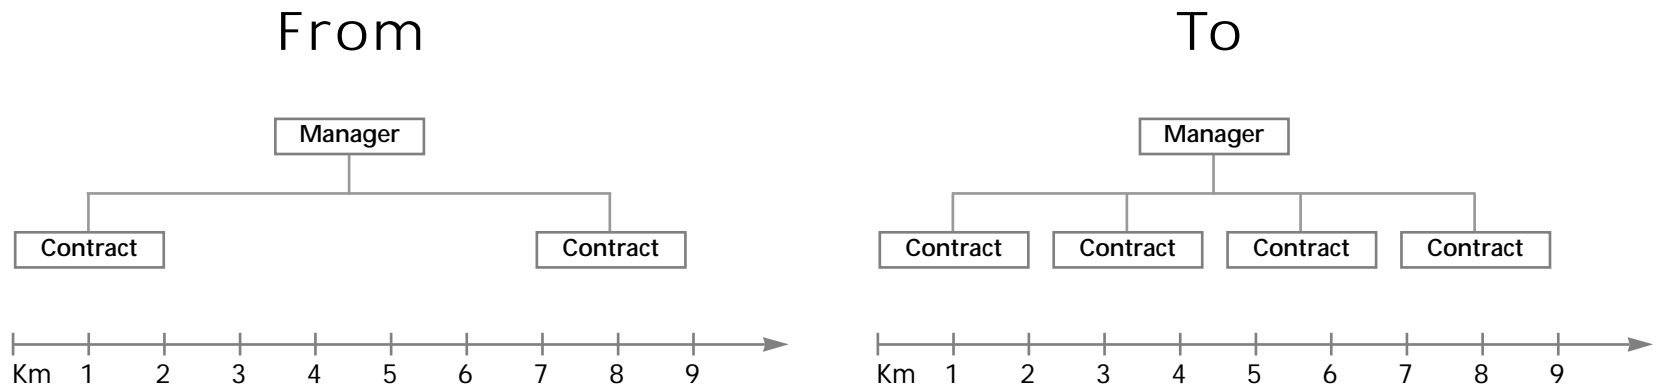 From
To
Manager
Manager
Contract Contract
Contract Contract Contract Contract
Km 1 2 3 4 5 6 7 8 9
Km 1 2 3 4 5 6 7 8 9